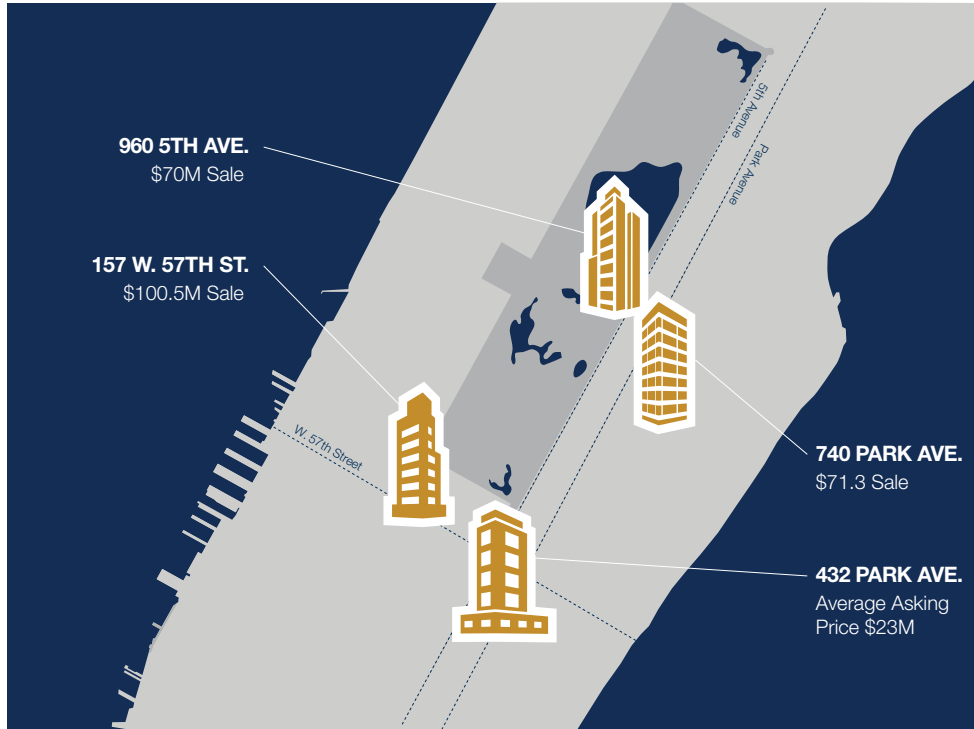 5th Avenue
Park Avenue
960 5TH AVE.
$70M Sale
157 W. 57TH ST.
$100.5M Sale
W. 57th Street
740 PARK AVE.
$71.3 Sale
432 PARK AVE.
Average Asking
Price $23M